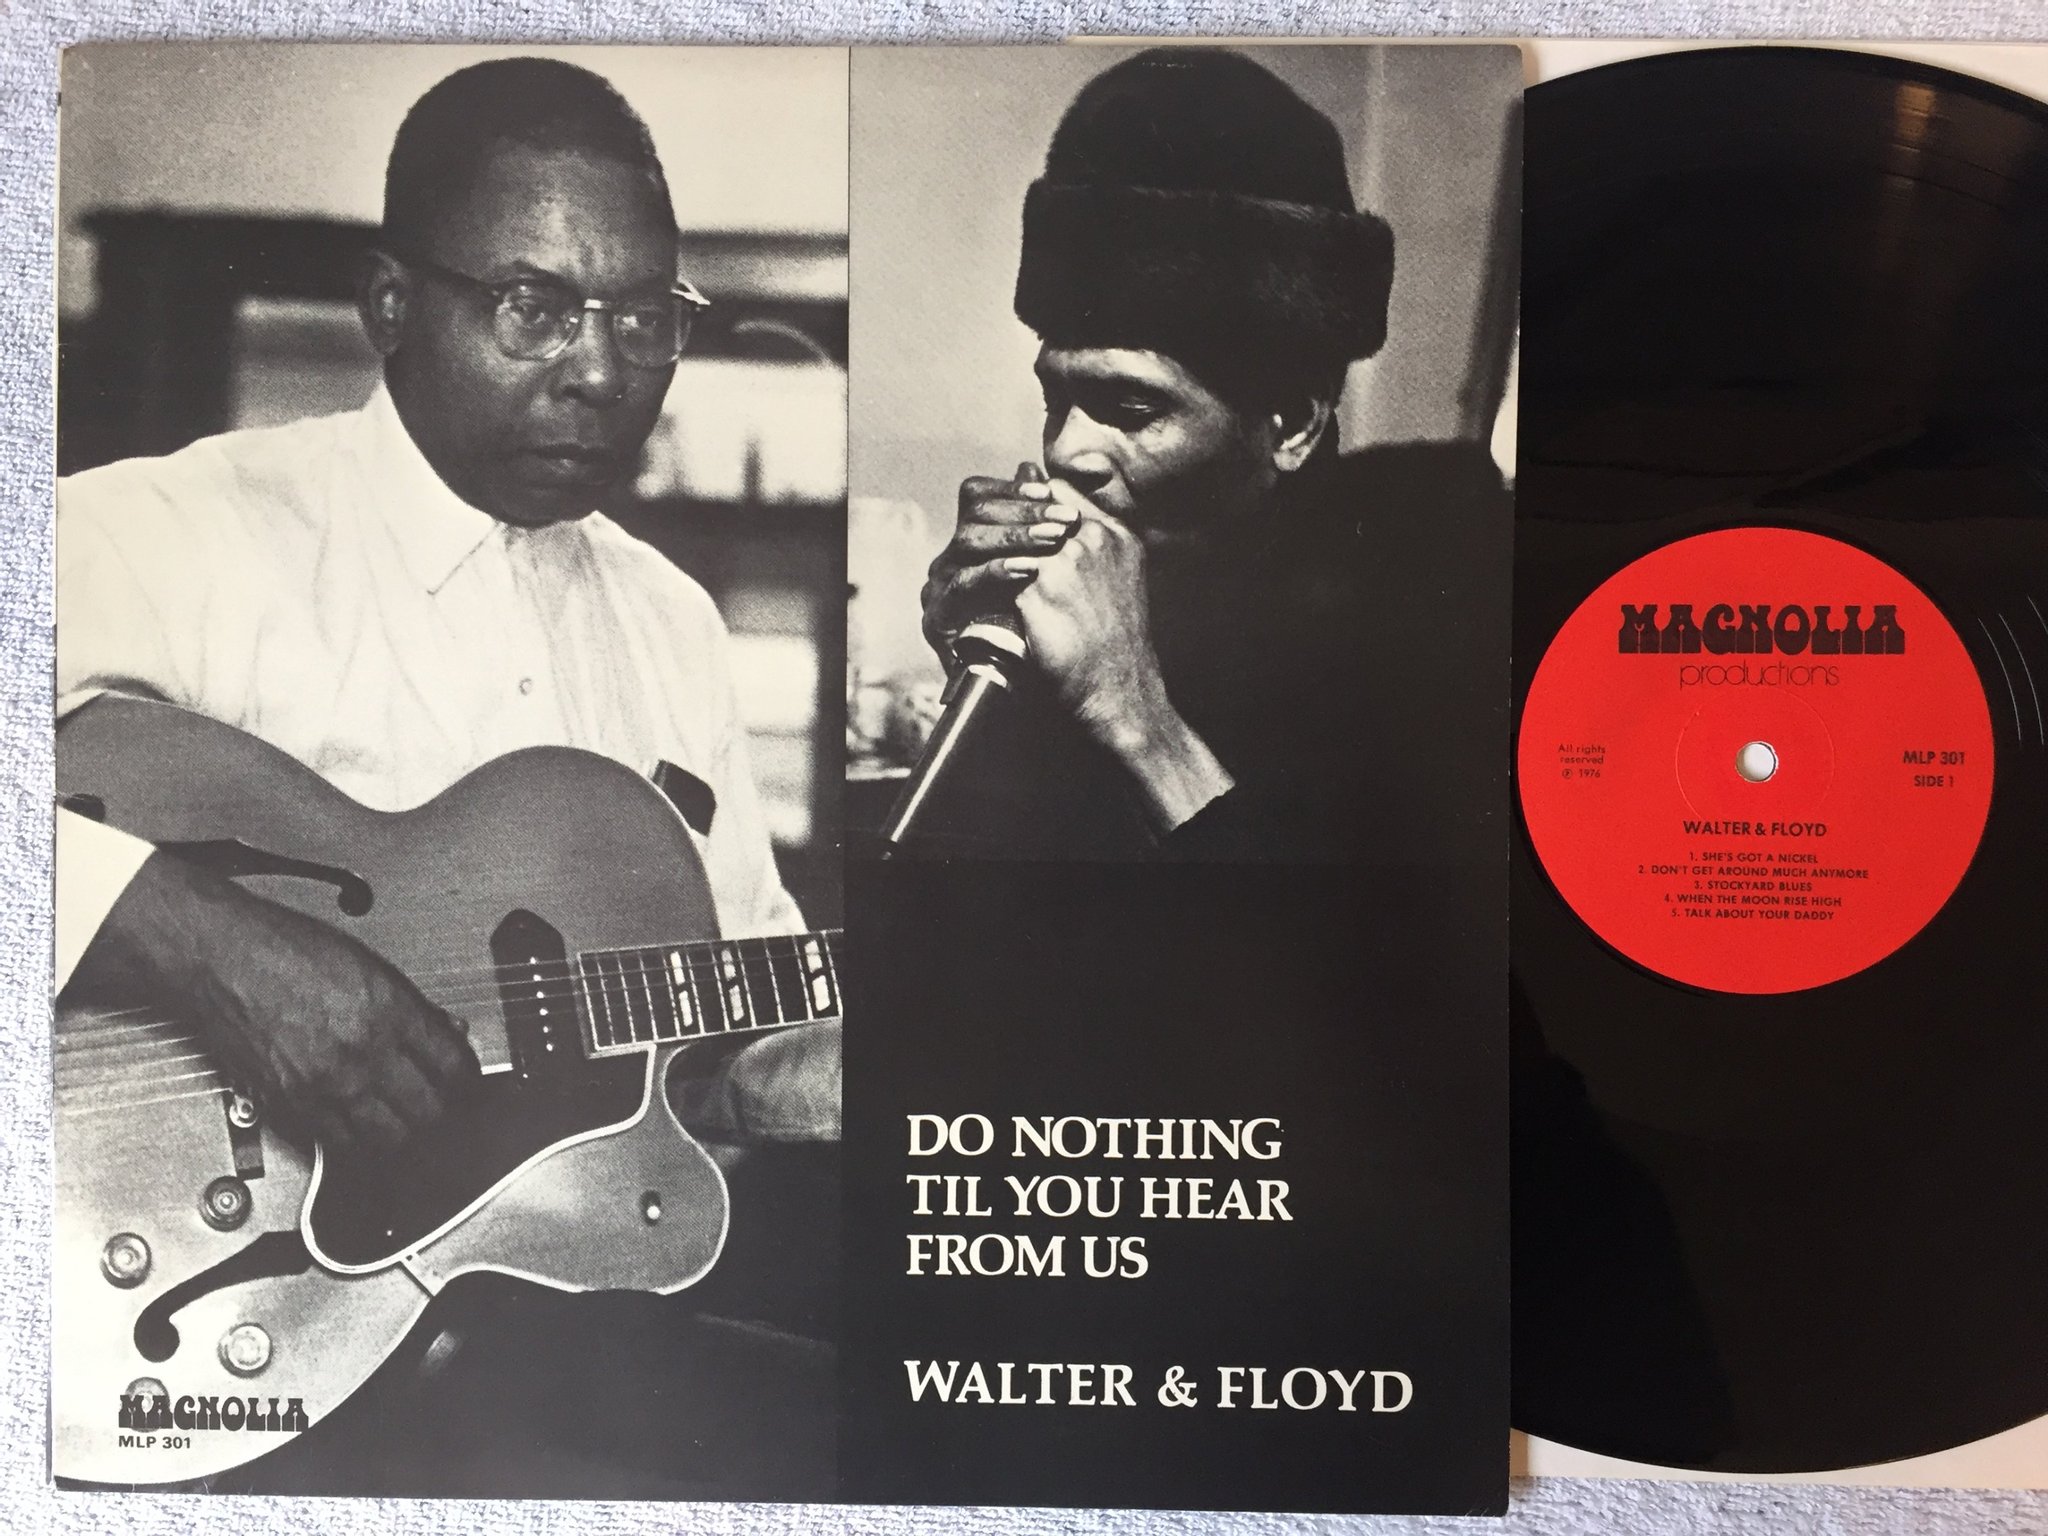 DO NOTHING
TIL YOU HEAR
FROM US
WALTER & FLOYD
MAGNOLIA
MLP 301
MAGNOLIA
productions
All rights
reserved
℗ 1976
MLP 301
SIDE 1
WALTER & FLOYD
1. SHE'S GOT A NICKEL
2. DON'T GET AROUND MUCH ANYMORE
3. STOCKYARD BLUES
4. WHEN THE MOON RISE HIGH
5. TALK ABOUT YOUR DADDY